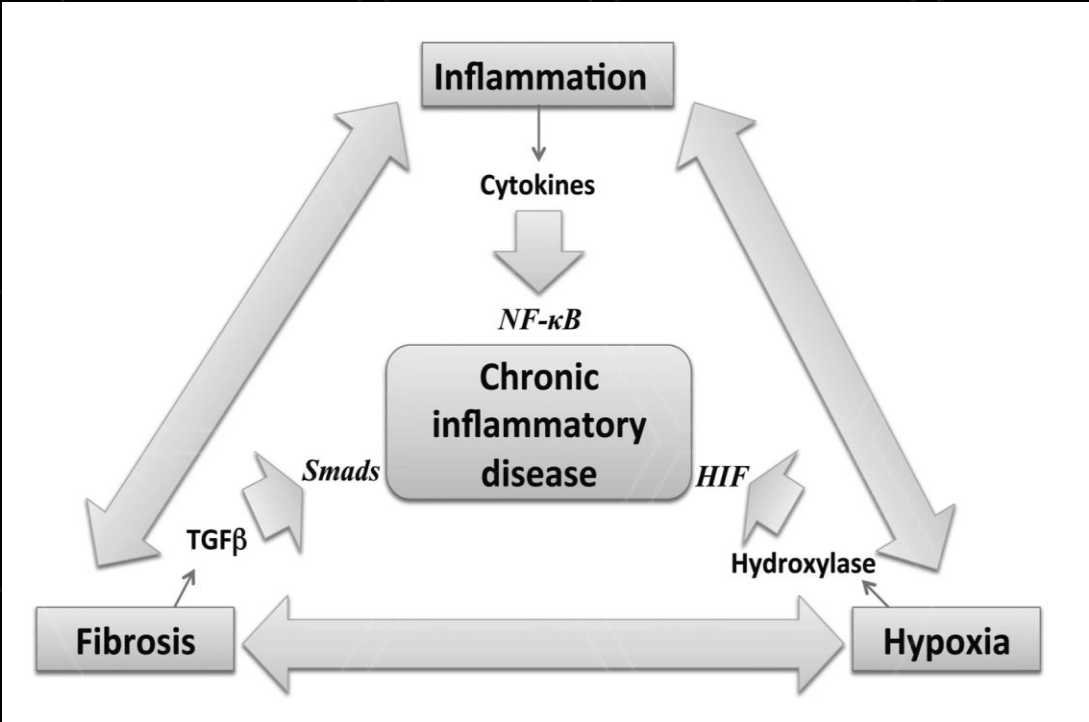 Inflammation
Cytokines
NF-κB
Chronic
inflammatory
disease
Smads
HIF
TGFβ
Hydroxylase
Fibrosis
Hypoxia